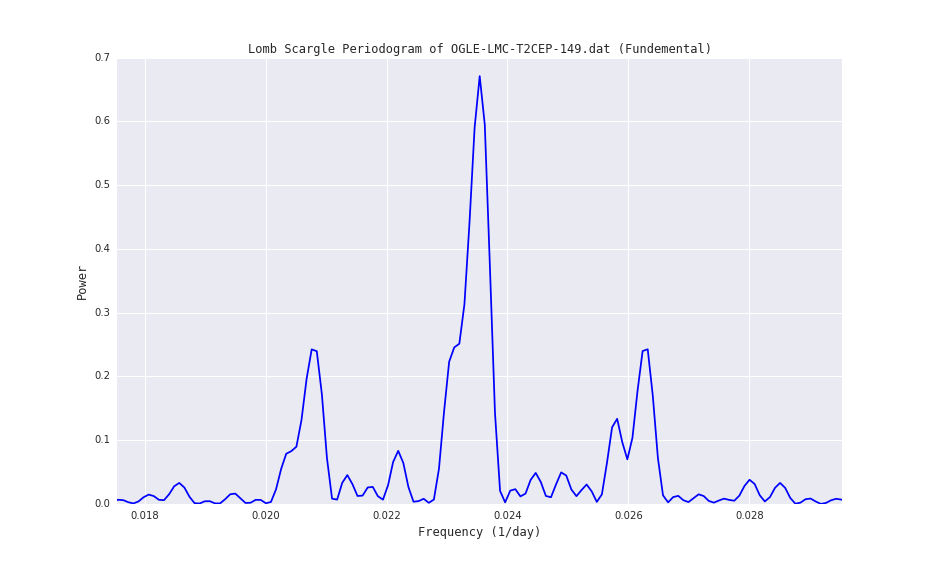 Lomb Scargle Periodogram of OGLE-LMC-T2CEP-149.dat (Fundemental)
0.7
0.6
0.5
0.4
0.3
0.2
0.1
0.0
Power
0.018 0.020 0.022 0.024 0.026 0.028
Frequency (1/day)